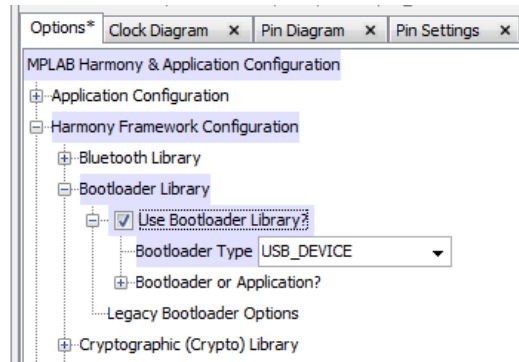 Options* Clock Diagram x Pin Diagram x Pin Settings x
MPLAB Harmony & Application Configuration
Application Configuration
Harmony Framework Configuration
Bluetooth Library
Bootloader Library
Use Bootloader Library?
Bootloader Type USB_DEVICE
Bootloader or Application?
Legacy Bootloader Options
Cryptographic (Crypto) Library